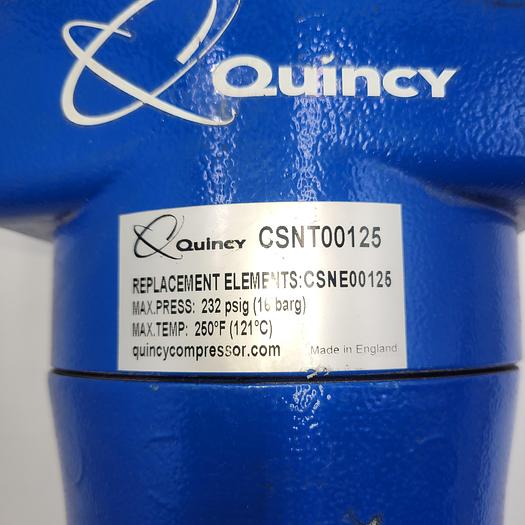 Quincy
Quincy CSNT00125
REPLACEMENT ELEMENTS:CSNE00125
MAX.PRESS: 232 psig (16 barg)
MAX.TEMP: 250°F (121°C)
quincycompressor.com Made in England